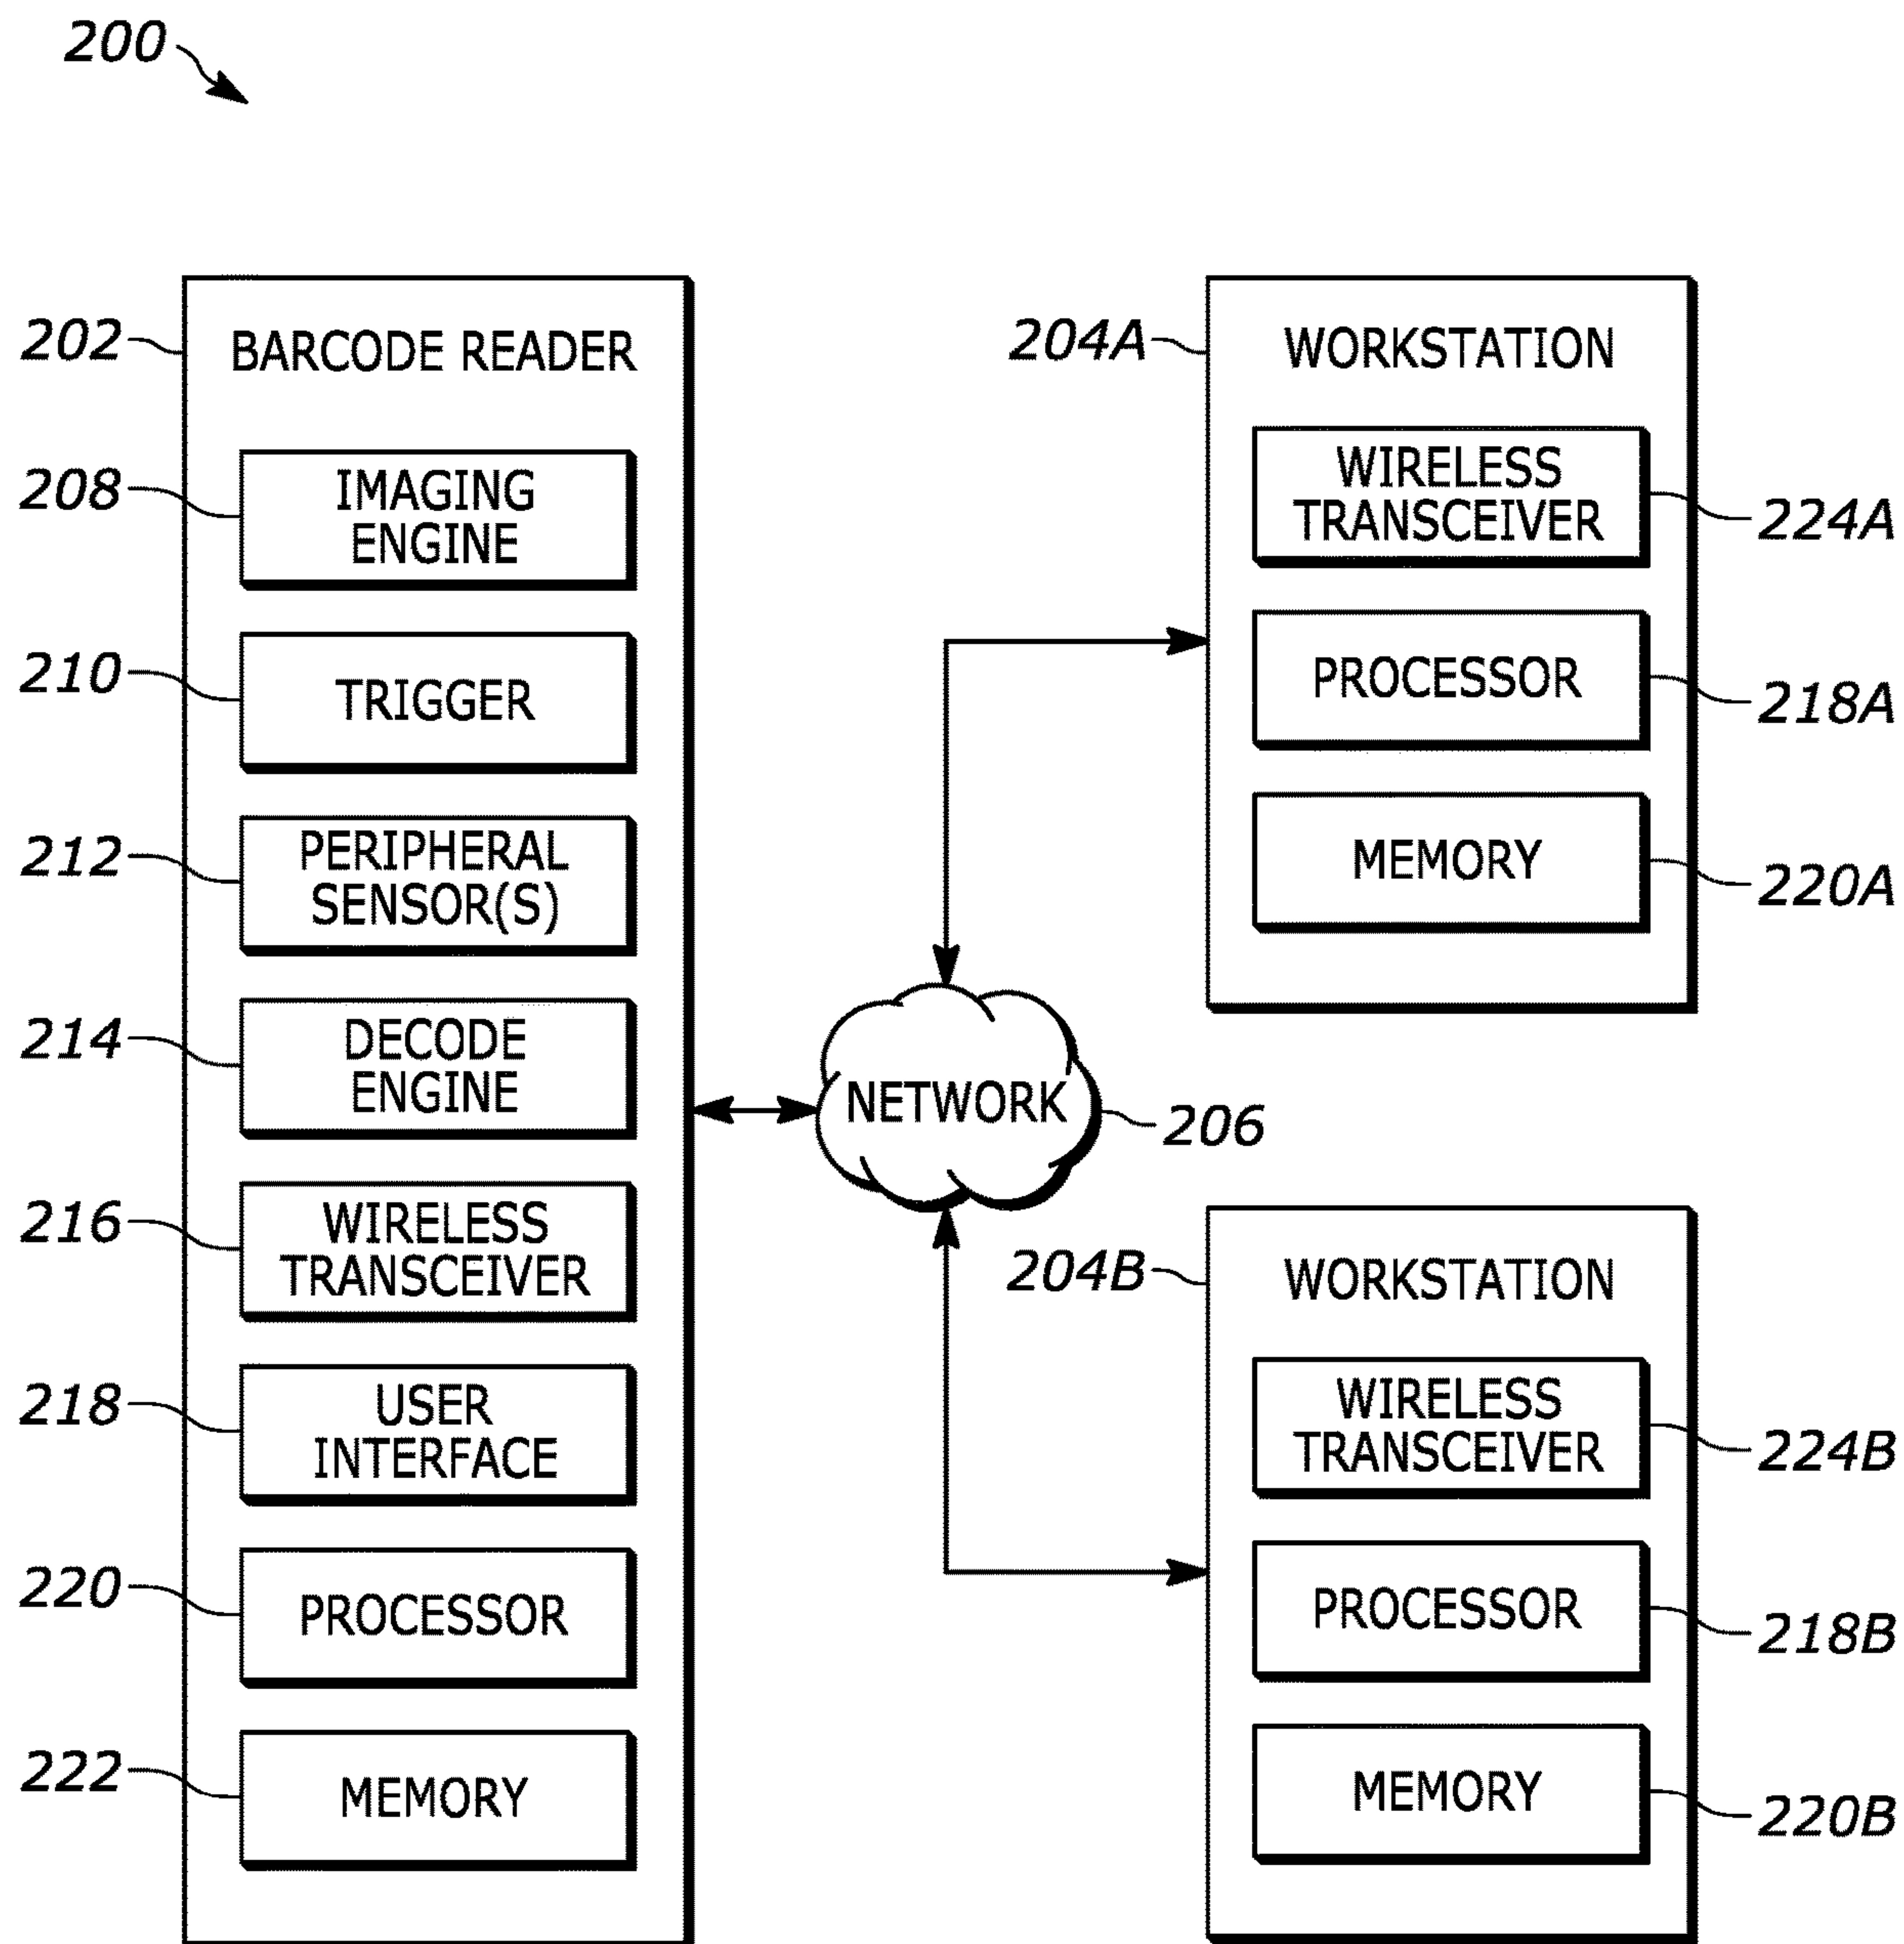 200
202
BARCODE READER
208
IMAGING
ENGINE
210
TRIGGER
212
PERIPHERAL
SENSOR(S)
214
DECODE
ENGINE
216
WIRELESS
TRANSCEIVER
218
USER
INTERFACE
220
PROCESSOR
222
MEMORY
NETWORK
206
204A
WORKSTATION
WIRELESS
TRANSCEIVER
224A
PROCESSOR
218A
MEMORY
220A
204B
WORKSTATION
WIRELESS
TRANSCEIVER
224B
PROCESSOR
218B
MEMORY
220B